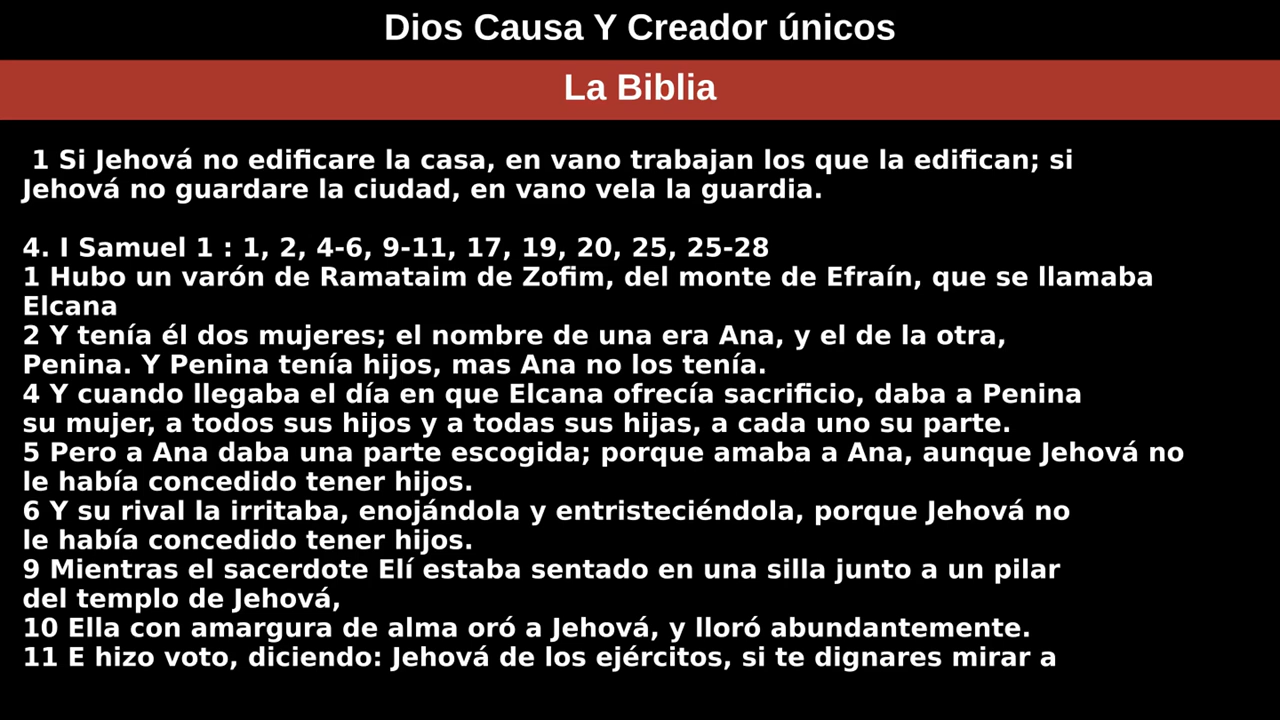 Dios Causa Y Creador únicos
La Biblia
1 Si Jehová no edificare la casa, en vano trabajan los que la edifican; si
Jehová no guardare la ciudad, en vano vela la guardia.
4. I Samuel 1 : 1, 2, 4-6, 9-11, 17, 19, 20, 25, 25-28
1 Hubo un varón de Ramataim de Zofim, del monte de Efraín, que se llamaba
Elcana
2 Y tenía él dos mujeres; el nombre de una era Ana, y el de la otra,
Penina. Y Penina tenía hijos, mas Ana no los tenía.
4 Y cuando llegaba el día en que Elcana ofrecía sacrificio, daba a Penina
su mujer, a todos sus hijos y a todas sus hijas, a cada uno su parte.
5 Pero a Ana daba una parte escogida; porque amaba a Ana, aunque Jehová no
le había concedido tener hijos.
6 Y su rival la irritaba, enojándola y entristeciéndola, porque Jehová no
le había concedido tener hijos.
9 Mientras el sacerdote Elí estaba sentado en una silla junto a un pilar
del templo de Jehová,
10 Ella con amargura de alma oró a Jehová, y lloró abundantemente.
11 E hizo voto, diciendo: Jehová de los ejércitos, si te dignares mirar a